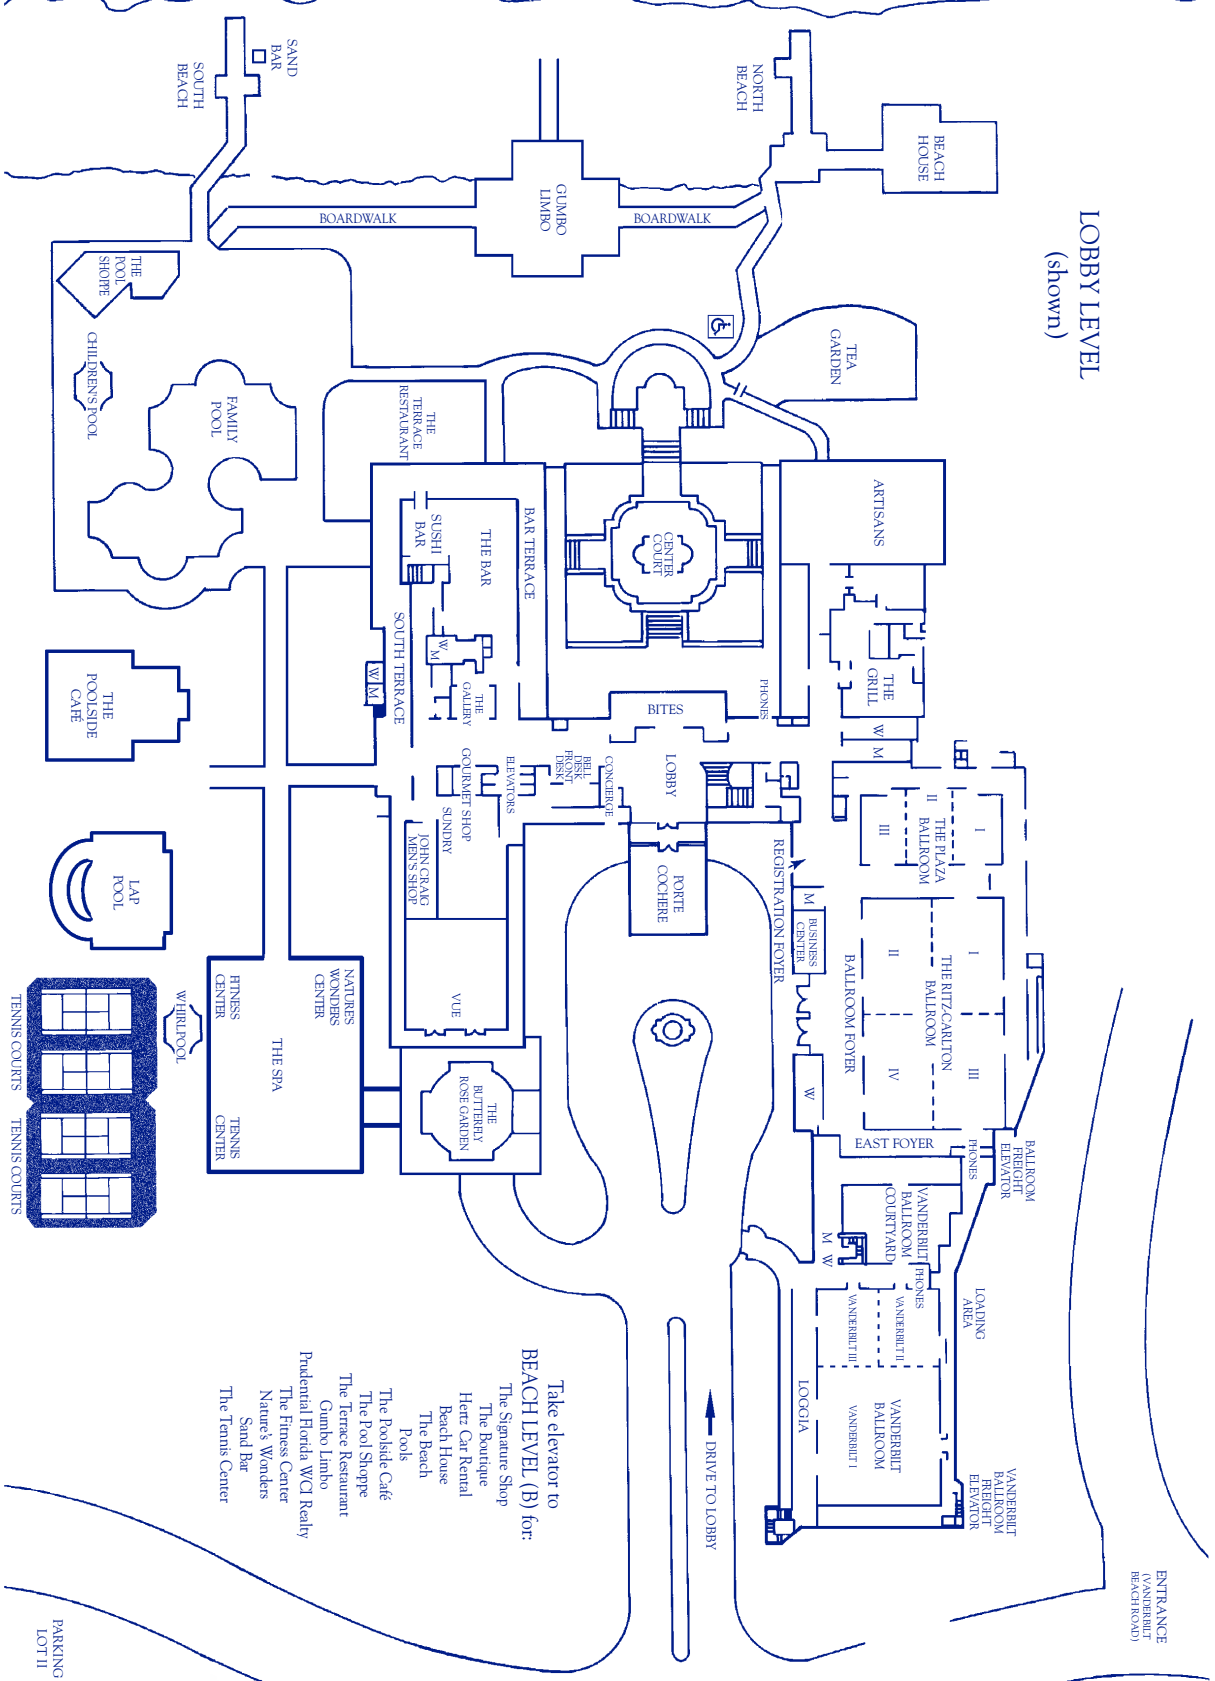 LOBBY LEVEL
(shown)
SAND
BAR
SOUTH
BEACH
NORTH
BEACH
BEACH
HOUSE
GUMBO
LIMBO
BOARDWALK
BOARDWALK
THE
POOL
SHOPPE
CHILDREN'S POOL
FAMILY
POOL
THE
TERRACE
RESTAURANT
TEA
GARDEN
ARTISANS
CENTER
COURT
BAR TERRACE
THE BAR
SUSHI
BAR
SOUTH TERRACE
W
M
W
M
THE
GALLERY
THE
GRILL
W
M
PHONES
BITES
LOBBY
CONCIERGE
BELL
DESK
FRONT
DESK
ELEVATORS
GOURMET SHOP
SUNDRY
JOHN CRAIG
MEN'S SHOP
PORTE
COCHERE
REGISTRATION FOYER
M
BUSINESS
CENTER
W
BALLROOM FOYER
I
II
III
THE PLAZA
BALLROOM
I
II
III
IV
THE RITZ-CARLTON
BALLROOM
EAST FOYER
PHONES
BALLROOM
FREIGHT
ELEVATOR
VANDERBILT
BALLROOM
COURTYARD
M
W
PHONES
LOADING
AREA
VANDERBILT II
VANDERBILT III
VANDERBILT
BALLROOM
VANDERBILT I
LOGGIA
VANDERBILT
BALLROOM
FREIGHT
ELEVATOR
DRIVE TO LOBBY
ENTRANCE
(VANDERBILT
BEACH ROAD)
THE
POOLSIDE
CAFÉ
LAP
POOL
VUE
THE
BUTTERFLY
ROSE GARDEN
NATURE'S
WONDERS
CENTER
FITNESS
CENTER
THE SPA
TENNIS
CENTER
WHIRLPOOL
TENNIS COURTS
TENNIS COURTS
Take elevator to
BEACH LEVEL (B) for:
The Signature Shop
The Boutique
Hertz Car Rental
Beach House
The Beach
Pools
The Poolside Café
The Pool Shoppe
The Terrace Restaurant
Gumbo Limbo
Prudential Florida WCI Realty
The Fitness Center
Nature's Wonders
Sand Bar
The Tennis Center
PARKING
LOT II